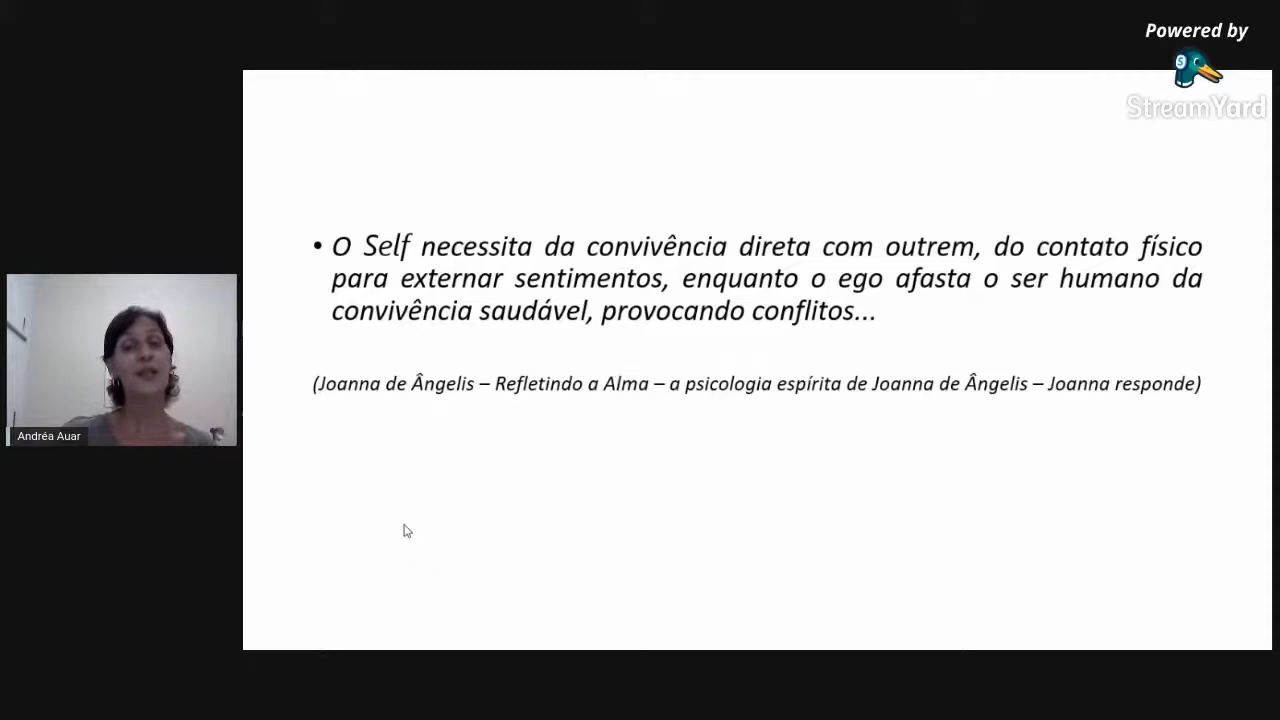 Powered by
StreamYard
• O Self necessita da convivência direta com outrem, do contato físico
para externar sentimentos, enquanto o ego afasta o ser humano da
convivência saudável, provocando conflitos...
(Joanna de Ângelis – Refletindo a Alma – a psicologia espírita de Joanna de Ângelis – Joanna responde)
Andréa Auar